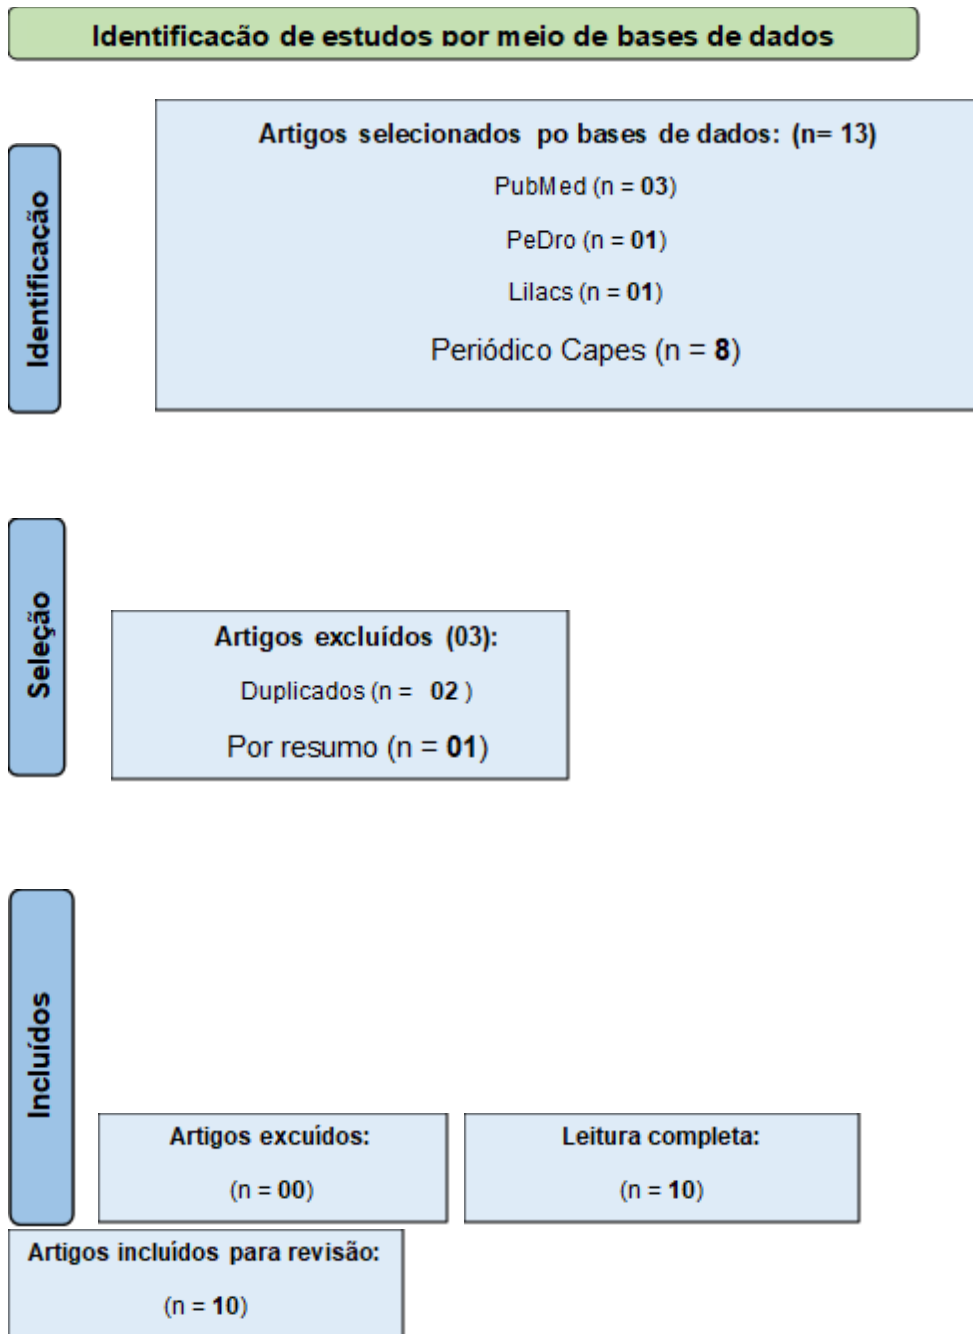 Identificação de estudos por meio de bases de dados
Identificação
Artigos selecionados po bases de dados: (n= 13)
PubMed (n = 03)
PeDro (n = 01)
Lilacs (n = 01)
Periódico Capes (n = 8)
Seleção
Artigos excluídos (03):
Duplicados (n = 02 )
Por resumo (n = 01)
Incluídos
Artigos excuídos:
(n = 00)
Leitura completa:
(n = 10)
Artigos incluídos para revisão:
(n = 10)